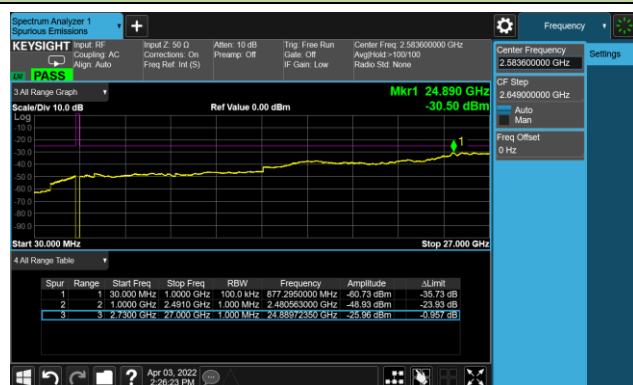 Spectrum Analyzer 1
Spurious Emissions
Frequency
KEYSIGHT
Input: RF
Coupling: AC
Align: Auto
Input Z: 50 Ω
Corrections: On
Freq Ref: Int (S)
Atten: 10 dB
Preamp: Off
Trig: Free Run
Gate: Off
IF Gain: Low
Center Freq: 2.583600000 GHz
Avg|Hold:>100/100
Radio Std: None
PASS
Center Frequency
2.583600000 GHz
Settings
CF Step
2.649000000 GHz
Auto
Man
Freq Offset
0 Hz
3 All Range Graph
Scale/Div 10.0 dB
Ref Value 0.00 dBm
Mkr1 24.890 GHz
-30.50 dBm
Log
-10.0
-20.0
-30.0
-40.0
-50.0
-60.0
-70.0
-80.0
-90.0
1
Start 30.000 MHz
Stop 27.000 GHz
4 All Range Table
Spur Range Start Freq Stop Freq RBW Frequency Amplitude ΔLimit
1 1 30.000 MHz 1.0000 GHz 100.0 kHz 877.2950000 MHz -60.73 dBm -35.73 dB
2 2 1.0000 GHz 2.4910 GHz 1.000 MHz 2.480563000 GHz -48.93 dBm -23.93 dB
3 3 2.7300 GHz 27.000 GHz 1.000 MHz 24.88972350 GHz -25.96 dBm -0.957 dB
?
Apr 03, 2022
2:26:23 PM